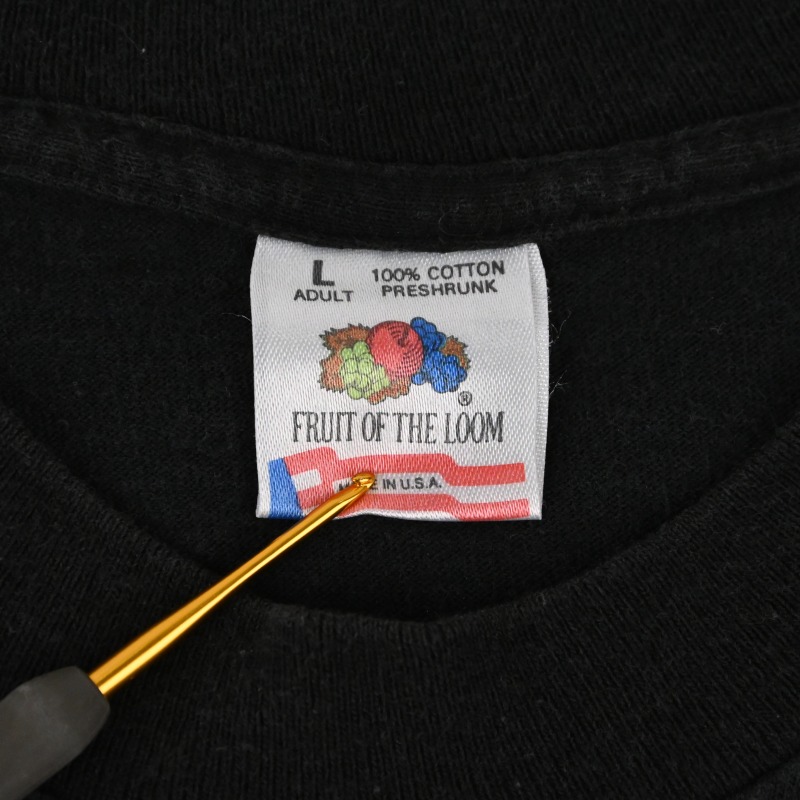 L
ADULT
100% COTTON
PRESHRUNK
®
FRUIT OF THE LOOM
IN U.S.A.